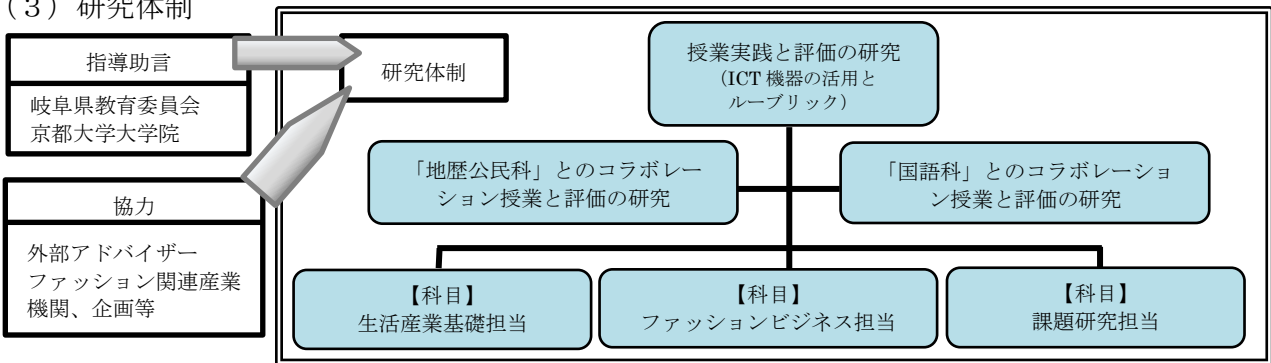 （３）研究体制
指導助言
岐阜県教育委員会
京都大学大学院
協力
外部アドバイザー
ファッション関連産業
機関、企画等
研究体制
授業実践と評価の研究
（ICT 機器の活用と
ルーブリック）
「地歴公民科」とのコラボレー
ション授業と評価の研究
「国語科」とのコラボレーショ
ン授業と評価の研究
【科目】
生活産業基礎担当
【科目】
ファッションビジネス担当
【科目】
課題研究担当